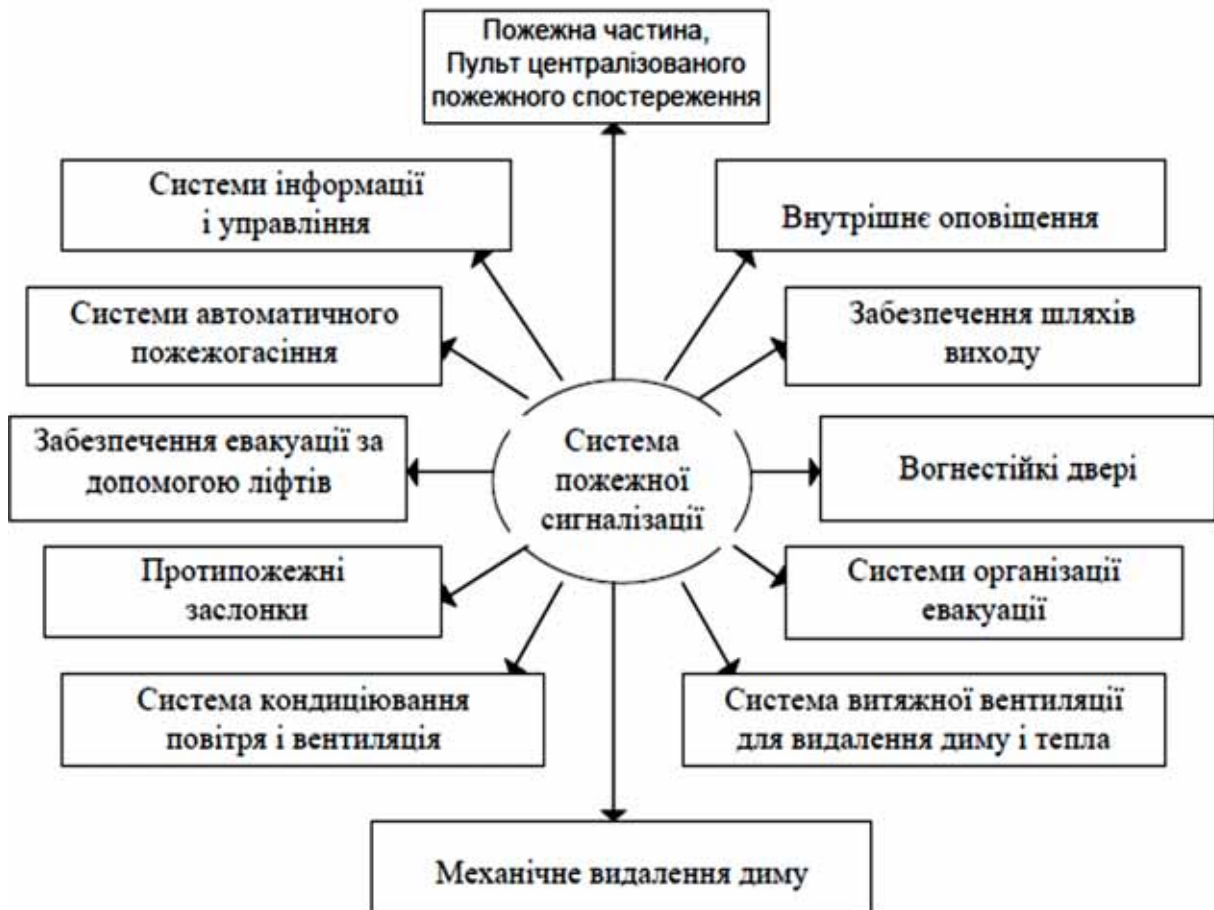 Пожежна частина,
Пульт централізованого
пожежного спостереження
Системи інформації
і управління
Внутрішнє оповіщення
Системи автоматичного
пожежогасіння
Забезпечення шляхів
виходу
Забезпечення евакуації за
допомогою ліфтів
Система
пожежної
сигналізації
Вогнестійкі двері
Протипожежні
заслонки
Системи організації
евакуації
Система кондиціювання
повітря і вентиляція
Система витяжної вентиляції
для видалення диму і тепла
Механічне видалення диму